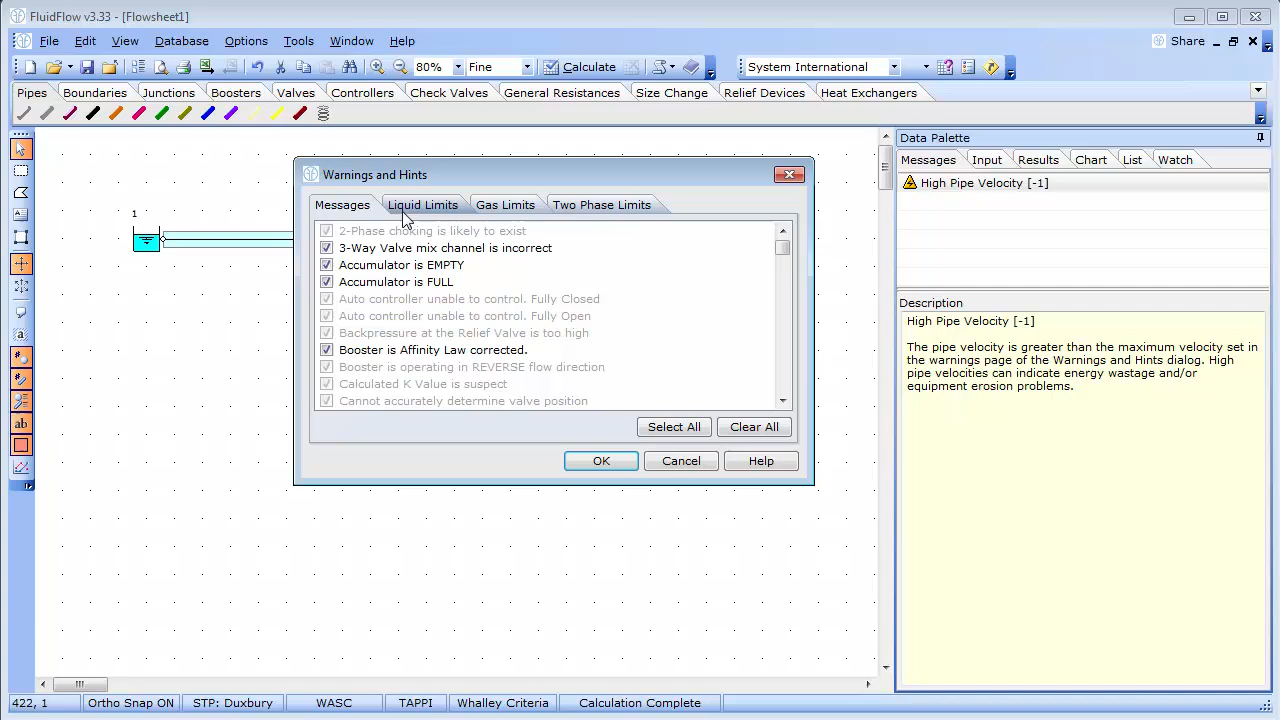 FluidFlow v3.33 - [Flowsheet1]
File Edit View Database Options Tools Window Help Share
80% Fine Calculate System International
Pipes Boundaries Junctions Boosters Valves Controllers Check Valves General Resistances Size Change Relief Devices Heat Exchangers
Data Palette
Messages Input Results Chart List Watch
High Pipe Velocity [-1]
1
Warnings and Hints
Messages Liquid Limits Gas Limits Two Phase Limits
2-Phase choking is likely to exist
3-Way Valve mix channel is incorrect
Accumulator is EMPTY
Accumulator is FULL
Auto controller unable to control. Fully Closed
Auto controller unable to control. Fully Open
Backpressure at the Relief Valve is too high
Booster is Affinity Law corrected.
Booster is operating in REVERSE flow direction
Calculated K Value is suspect
Cannot accurately determine valve position
Select All Clear All
OK Cancel Help
Description
High Pipe Velocity [-1]
The pipe velocity is greater than the maximum velocity set in
the warnings page of the Warnings and Hints dialog. High
pipe velocities can indicate energy wastage and/or
equipment erosion problems.
a
ab
422, 1 Ortho Snap ON STP: Duxbury WASC TAPPI Whalley Criteria Calculation Complete